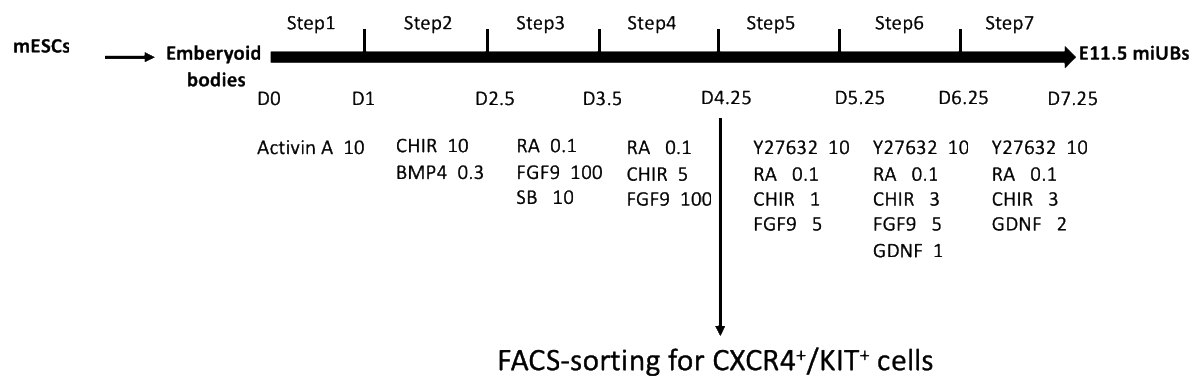 Step1 Step2 Step3 Step4 Step5 Step6 Step7
mESCs
Emberyoid
bodies
E11.5 miUBs
D0 D1 D2.5 D3.5 D4.25 D5.25 D6.25 D7.25
Activin A 10
CHIR 10
BMP4 0.3
RA 0.1
FGF9 100
SB 10
RA 0.1
CHIR 5
FGF9 100
Y27632 10
RA 0.1
CHIR 1
FGF9 5
Y27632 10
RA 0.1
CHIR 3
FGF9 5
GDNF 1
Y27632 10
RA 0.1
CHIR 3
GDNF 2
FACS-sorting for CXCR4⁺/KIT⁺ cells